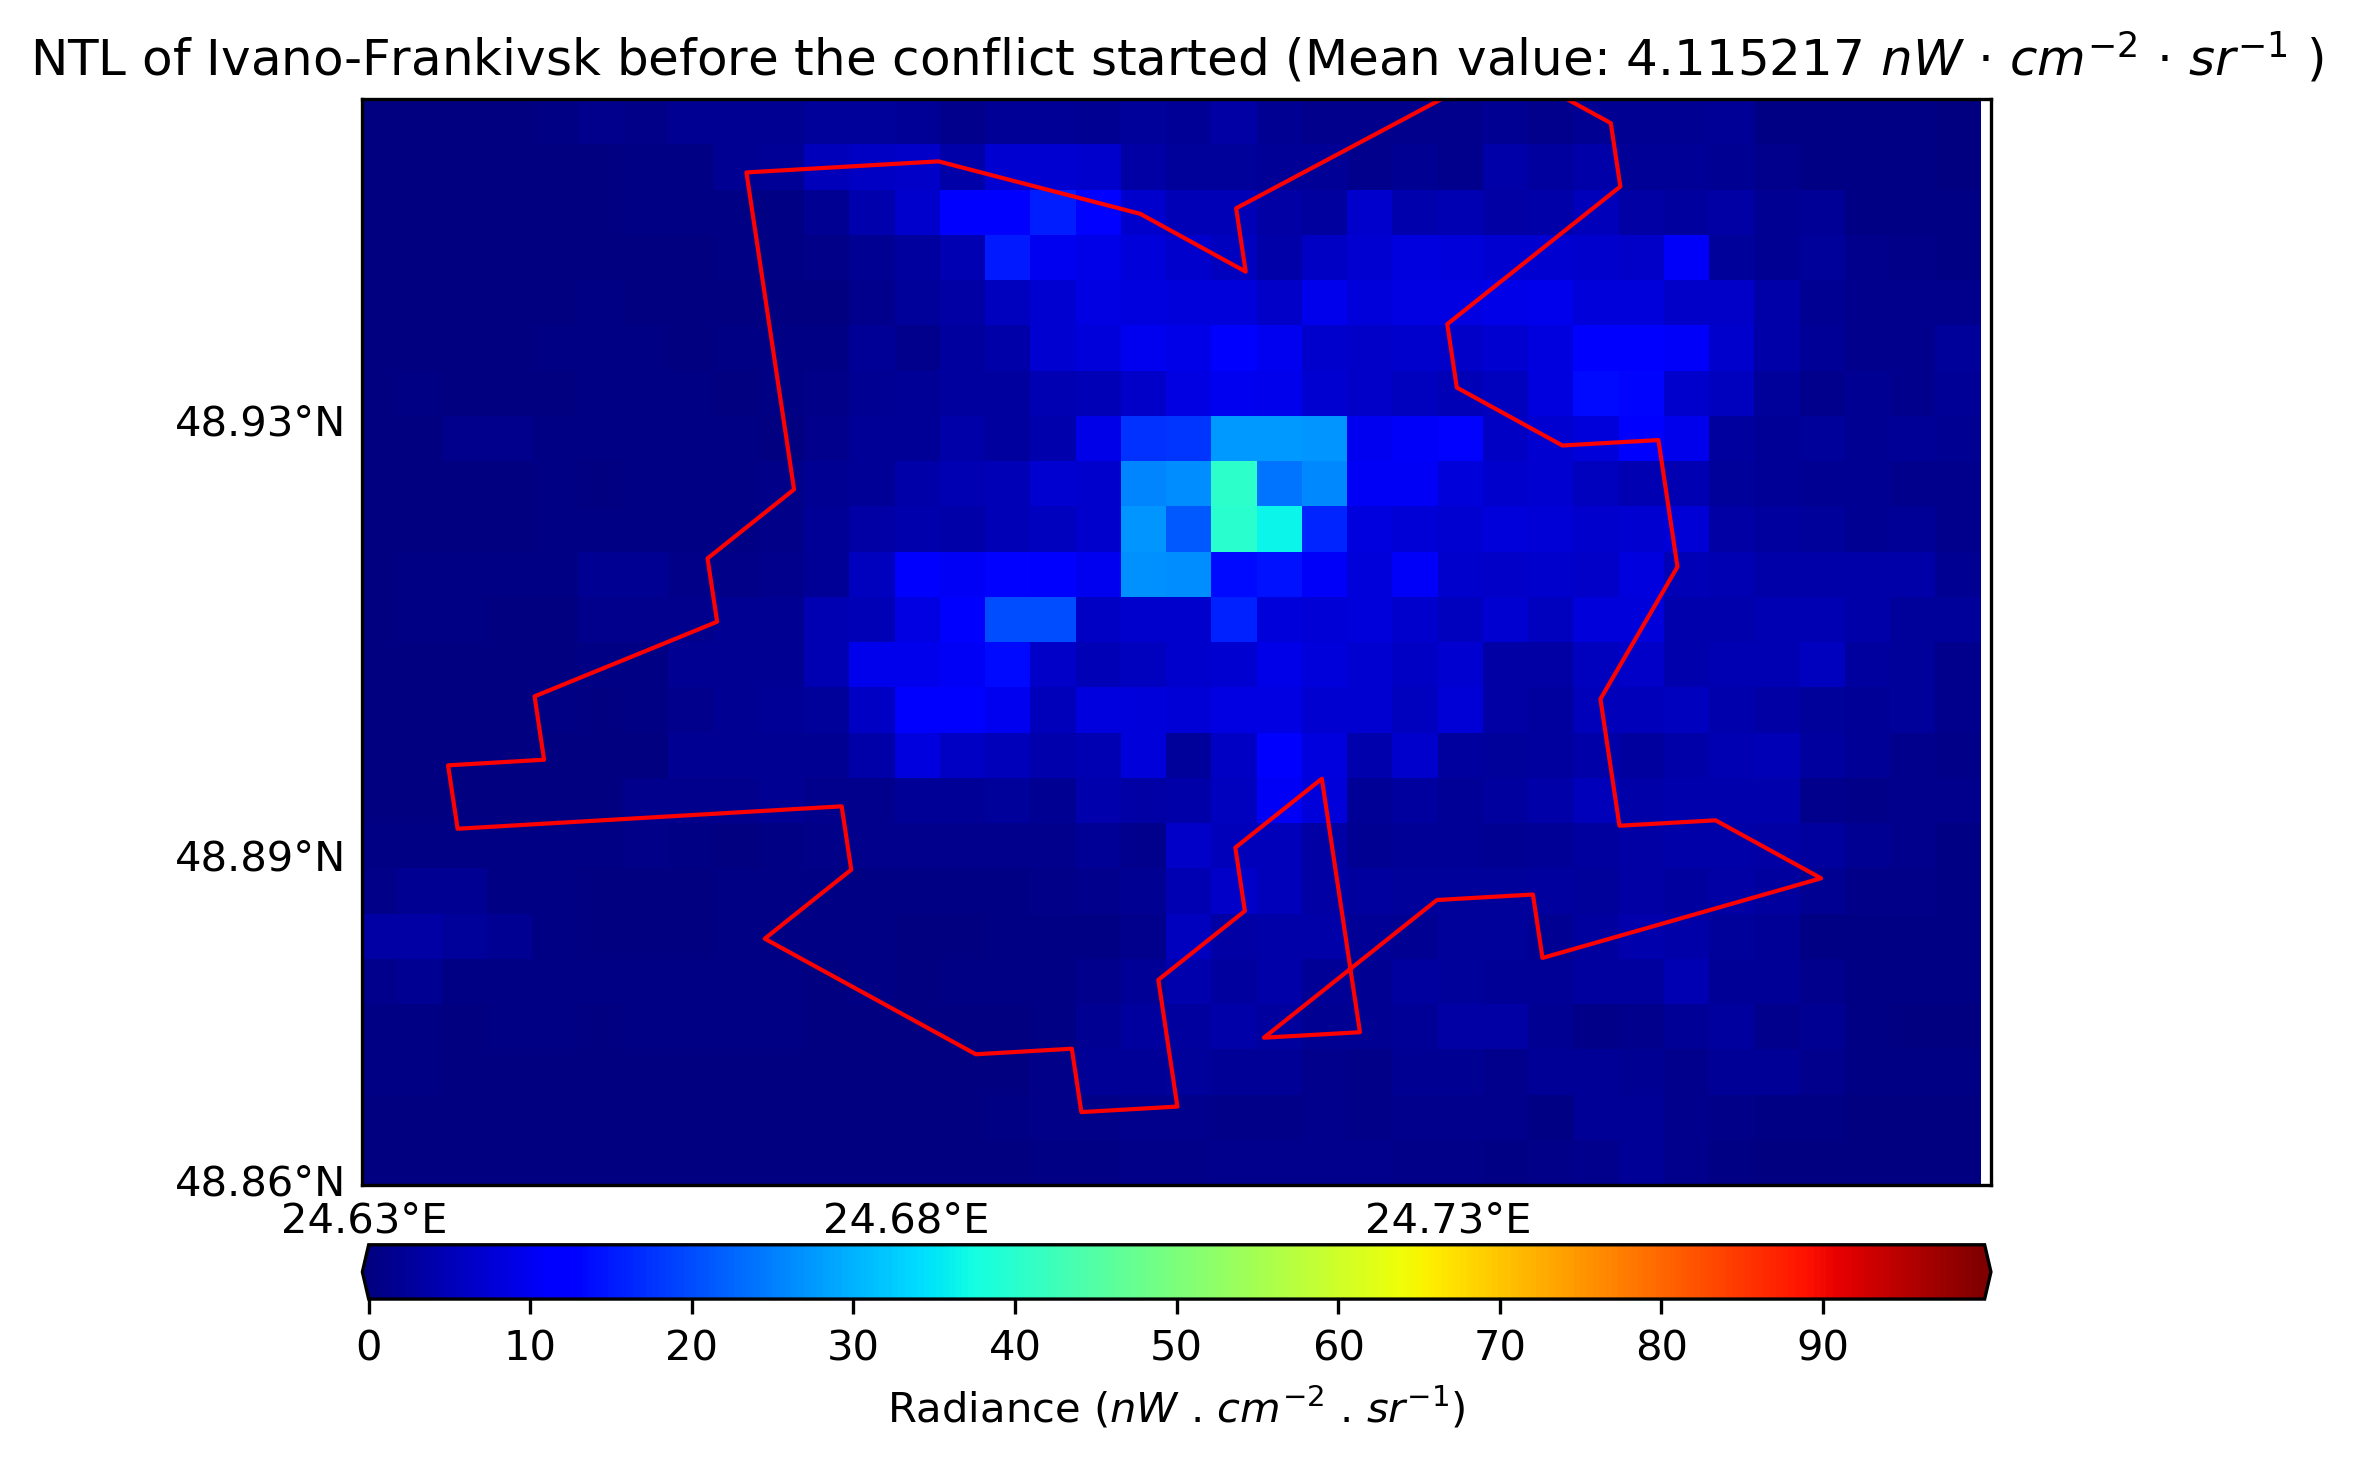 NTL of Ivano-Frankivsk before the conflict started (Mean value: 4.115217 nW · cm⁻² · sr⁻¹ )
48.93°N
48.89°N
48.86°N
24.63°E 24.68°E 24.73°E
0 10 20 30 40 50 60 70 80 90
Radiance (nW . cm⁻² . sr⁻¹)